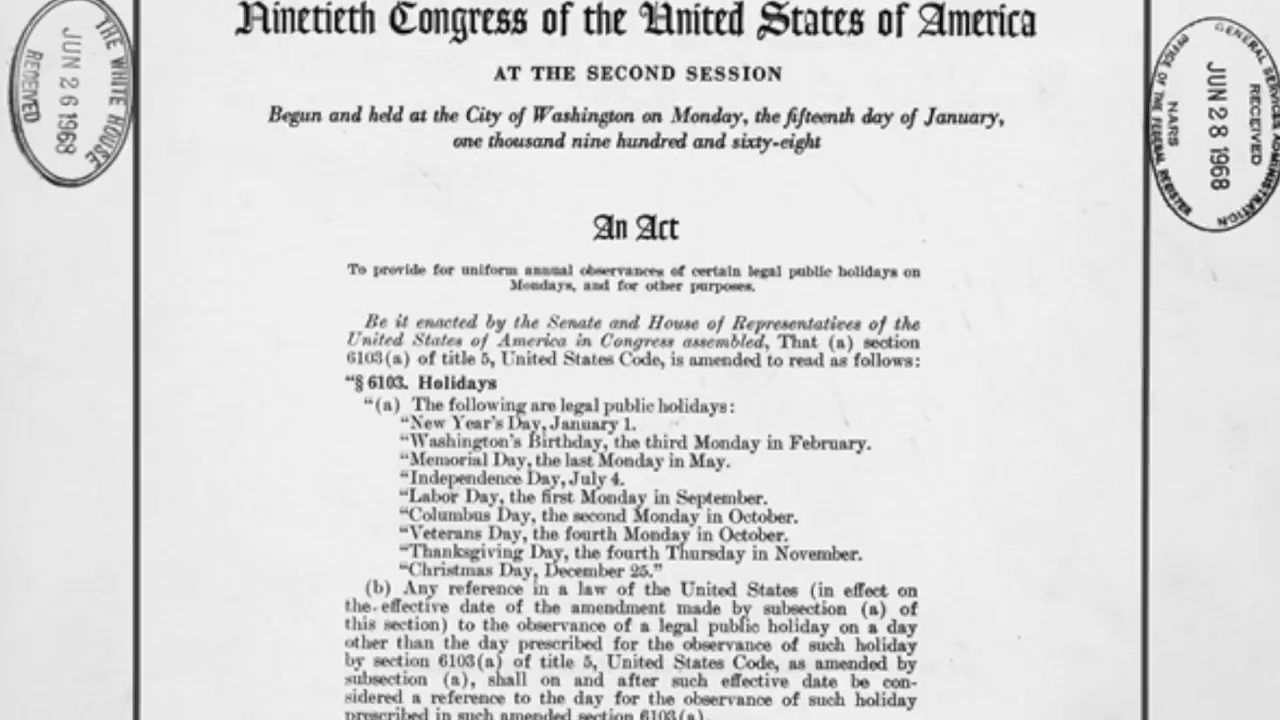 Ninetieth Congress of the United States of America
AT THE SECOND SESSION
Begun and held at the City of Washington on Monday, the fifteenth day of January,
one thousand nine hundred and sixty-eight
THE WHITE HOUSE
JUN 26 1968
RECEIVED
GENERAL SERVICES ADMINISTRATION
RECEIVED
JUN 28 1968
NARS
OFFICE OF THE FEDERAL REGISTER
An Act
To provide for uniform annual observances of certain legal public holidays on
Mondays, and for other purposes.
Be it enacted by the Senate and House of Representatives of the
United States of America in Congress assembled, That (a) section
6103(a) of title 5, United States Code, is amended to read as follows:
“§ 6103. Holidays
“(a) The following are legal public holidays:
“New Year’s Day, January 1.
“Washington’s Birthday, the third Monday in February.
“Memorial Day, the last Monday in May.
“Independence Day, July 4.
“Labor Day, the first Monday in September.
“Columbus Day, the second Monday in October.
“Veterans Day, the fourth Monday in October.
“Thanksgiving Day, the fourth Thursday in November.
“Christmas Day, December 25.”
(b) Any reference in a law of the United States (in effect on
the effective date of the amendment made by subsection (a) of
this section) to the observance of a legal public holiday on a day
other than the day prescribed for the observance of such holiday
by section 6103(a) of title 5, United States Code, as amended by
subsection (a), shall on and after such effective date be con-
sidered a reference to the day for the observance of such holiday
prescribed in such amended section 6103(a).